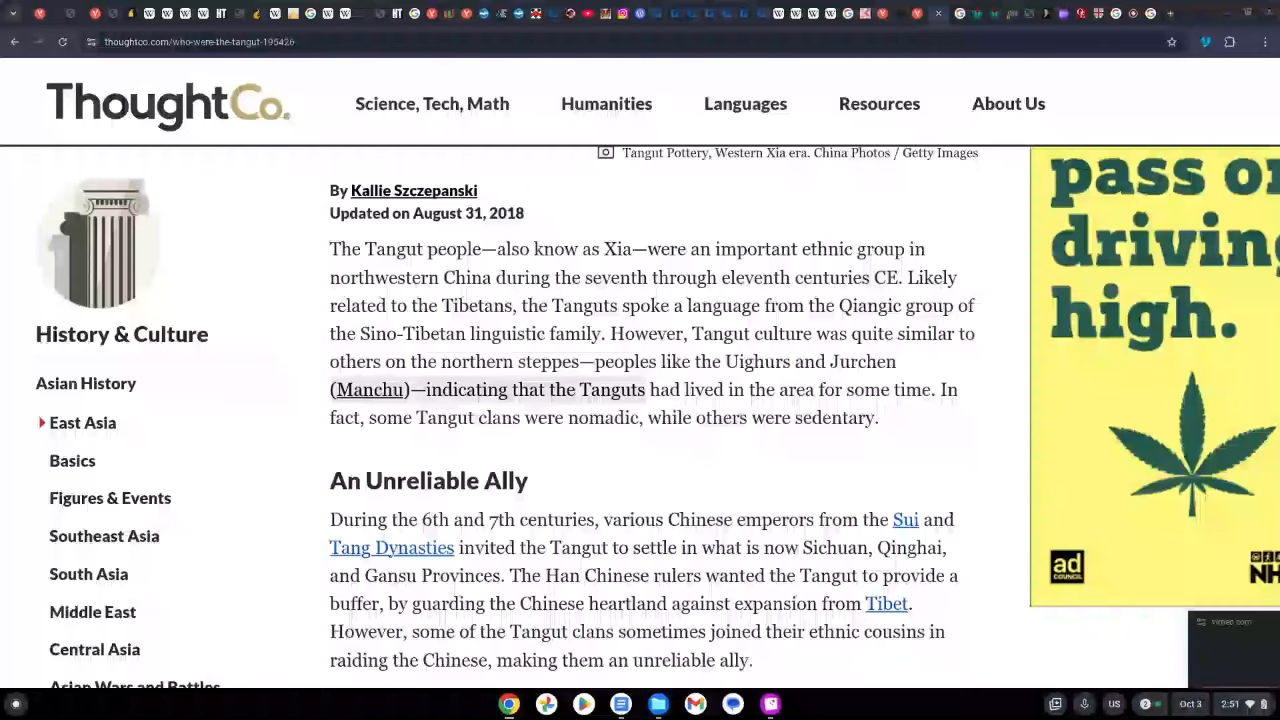 thoughtco.com/who-were-the-tangut-195426
ThoughtCo.
Science, Tech, Math
Humanities
Languages
Resources
About Us
Tangut Pottery, Western Xia era. China Photos / Getty Images
By Kallie Szczepanski
Updated on August 31, 2018
The Tangut people—also know as Xia—were an important ethnic group in
northwestern China during the seventh through eleventh centuries CE. Likely
related to the Tibetans, the Tanguts spoke a language from the Qiangic group of
the Sino-Tibetan linguistic family. However, Tangut culture was quite similar to
others on the northern steppes—peoples like the Uighurs and Jurchen
(Manchu)—indicating that the Tanguts had lived in the area for some time. In
fact, some Tangut clans were nomadic, while others were sedentary.
An Unreliable Ally
During the 6th and 7th centuries, various Chinese emperors from the Sui and
Tang Dynasties invited the Tangut to settle in what is now Sichuan, Qinghai,
and Gansu Provinces. The Han Chinese rulers wanted the Tangut to provide a
buffer, by guarding the Chinese heartland against expansion from Tibet.
However, some of the Tangut clans sometimes joined their ethnic cousins in
raiding the Chinese, making them an unreliable ally.
History & Culture
Asian History
East Asia
Basics
Figures & Events
Southeast Asia
South Asia
Middle East
Central Asia
Asian Wars and Battles
pass on
driving
high.
ad
COUNCIL
NH
vimeo.com
US
2
Oct 3
2:51